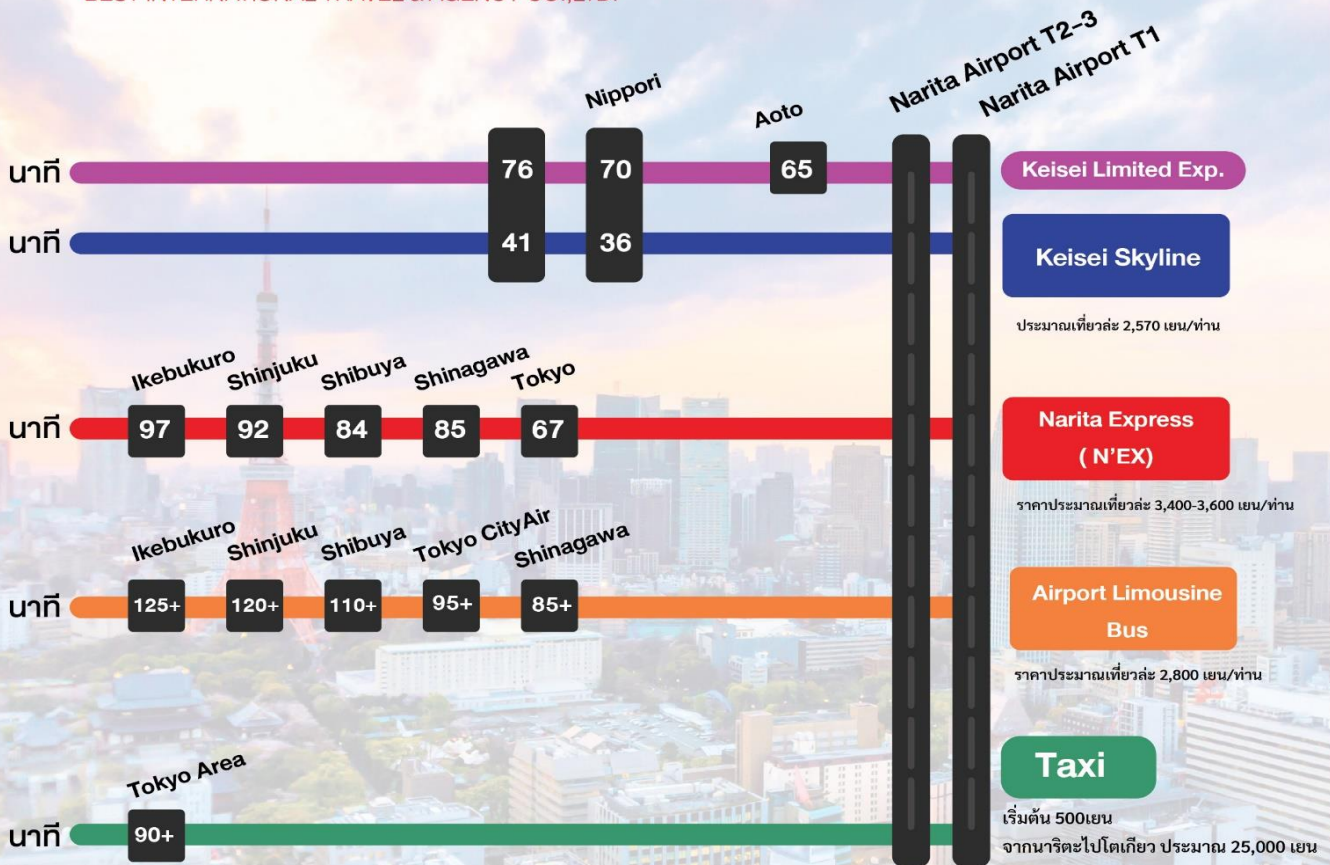 Narita Airport T2-3
Narita Airport T1
Nippori
Aoto
นาที
76
70
65
Keisei Limited Exp.
นาที
41
36
Keisei Skyline
ประมาณเที่ยวล่ะ 2,570 เยน/ท่าน
Ikebukuro
Shinjuku
Shibuya
Shinagawa
Tokyo
นาที
97
92
84
85
67
Narita Express
( N'EX)
ราคาประมาณเที่ยวล่ะ 3,400-3,600 เยน/ท่าน
Ikebukuro
Shinjuku
Shibuya
Tokyo CityAir
Shinagawa
นาที
125+
120+
110+
95+
85+
Airport Limousine
Bus
ราคาประมาณเที่ยวล่ะ 2,800 เยน/ท่าน
Tokyo Area
นาที
90+
Taxi
เริ่มต้น 500เยน
จากนาริตะไปโตเกียว ประมาณ 25,000 เยน